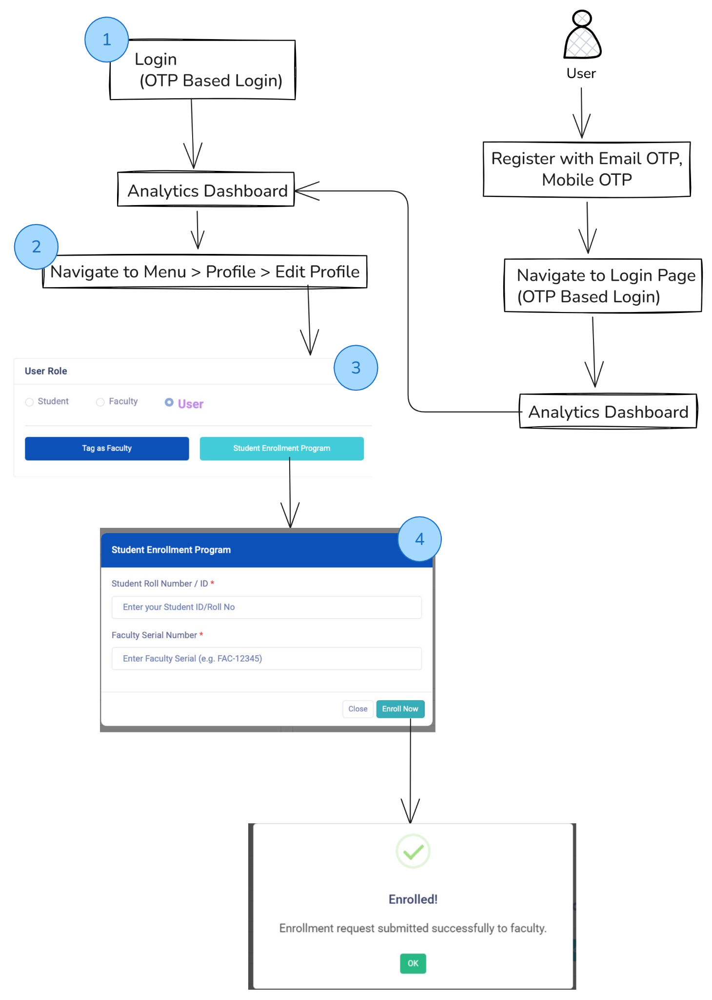 1
Login
(OTP Based Login)
Analytics Dashboard
2
Navigate to Menu > Profile > Edit Profile
User
Register with Email OTP,
Mobile OTP
Navigate to Login Page
(OTP Based Login)
Analytics Dashboard
3
User Role
Student Faculty User
Tag as Faculty Student Enrollment Program
4
Student Enrollment Program
Student Roll Number / ID *
Enter your Student ID/Roll No
Faculty Serial Number *
Enter Faculty Serial (e.g. FAC-12345)
Close Enroll Now
Enrolled!
Enrollment request submitted successfully to faculty.
OK